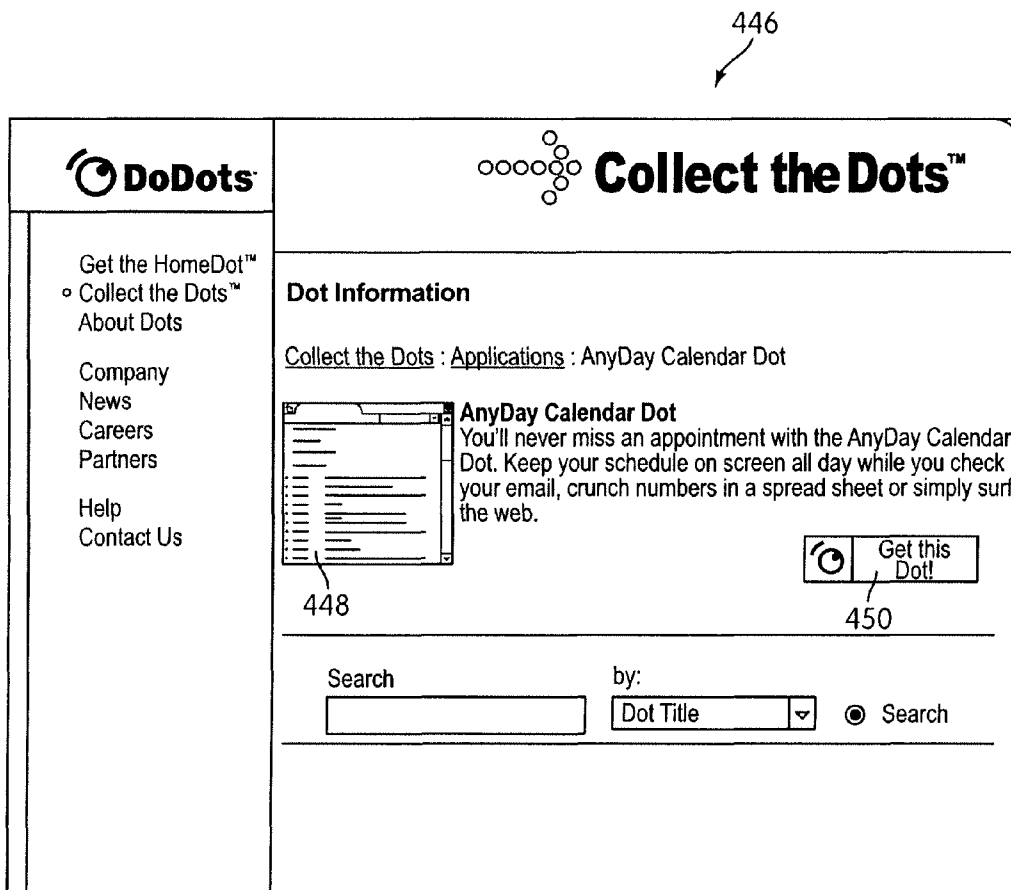 446
DoDots
Collect the Dots™
Get the HomeDot™
Collect the Dots™
About Dots
Company
News
Careers
Partners
Help
Contact Us
Dot Information
Collect the Dots : Applications : AnyDay Calendar Dot
AnyDay Calendar Dot
You'll never miss an appointment with the AnyDay Calendar
Dot. Keep your schedule on screen all day while you check
your email, crunch numbers in a spread sheet or simply surf
the web.
448
Get this
Dot!
450
Search
by:
Dot Title
Search